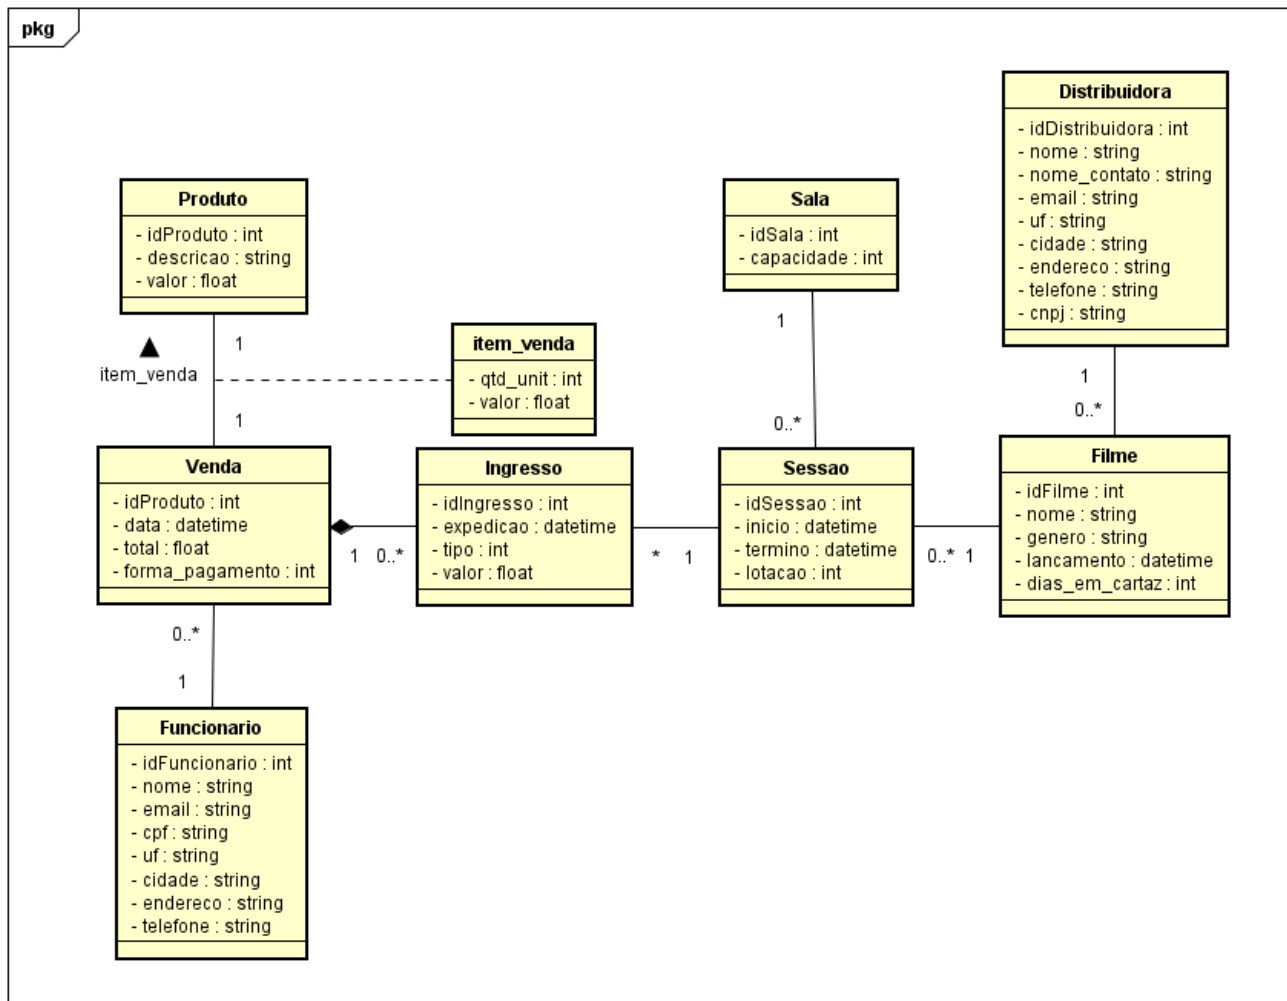 pkg
Distribuidora
- idDistribuidora : int
- nome : string
- nome_contato : string
- email : string
- uf : string
- cidade : string
- endereco : string
- telefone : string
- cnpj : string
Produto
- idProduto : int
- descricao : string
- valor : float
Sala
- idSala : int
- capacidade : int
1
item_venda
1
item_venda
- qtd_unit : int
- valor : float
1
0..*
1
0..*
Venda
- idProduto : int
- data : datetime
- total : float
- forma_pagamento : int
1
0..*
Ingresso
- idIngresso : int
- expedicao : datetime
- tipo : int
- valor : float
*
1
Sessao
- idSessao : int
- inicio : datetime
- termino : datetime
- lotacao : int
0..*
1
Filme
- idFilme : int
- nome : string
- genero : string
- lancamento : datetime
- dias_em_cartaz : int
0..*
1
Funcionario
- idFuncionario : int
- nome : string
- email : string
- cpf : string
- uf : string
- cidade : string
- endereco : string
- telefone : string